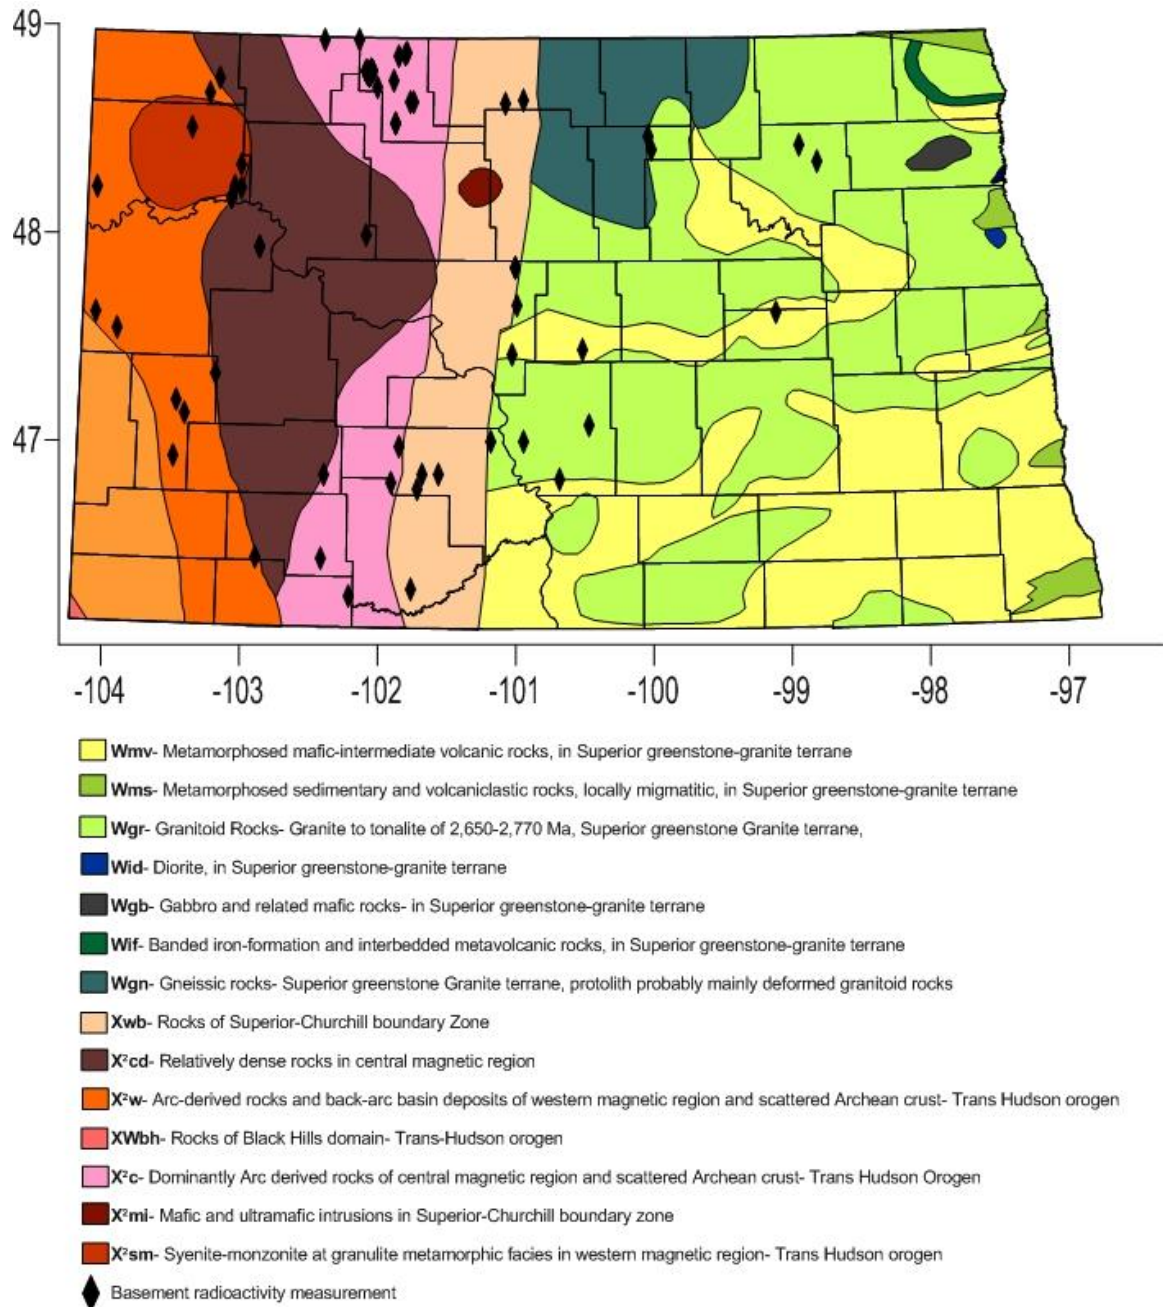 49
48
47
-104 -103 -102 -101 -100 -99 -98 -97
Wmv- Metamorphosed mafic-intermediate volcanic rocks, in Superior greenstone-granite terrane
Wms- Metamorphosed sedimentary and volcaniclastic rocks, locally migmatitic, in Superior greenstone-granite terrane
Wgr- Granitoid Rocks- Granite to tonalite of 2,650-2,770 Ma, Superior greenstone Granite terrane,
Wid- Diorite, in Superior greenstone-granite terrane
Wgb- Gabbro and related mafic rocks- in Superior greenstone-granite terrane
Wif- Banded iron-formation and interbedded metavolcanic rocks, in Superior greenstone-granite terrane
Wgn- Gneissic rocks- Superior greenstone Granite terrane, protolith probably mainly deformed granitoid rocks
Xwb- Rocks of Superior-Churchill boundary Zone
X²cd- Relatively dense rocks in central magnetic region
X²w- Arc-derived rocks and back-arc basin deposits of western magnetic region and scattered Archean crust- Trans Hudson orogen
XWbh- Rocks of Black Hills domain- Trans-Hudson orogen
X²c- Dominantly Arc derived rocks of central magnetic region and scattered Archean crust- Trans Hudson Orogen
X²mi- Mafic and ultramafic intrusions in Superior-Churchill boundary zone
X²sm- Syenite-monzonite at granulite metamorphic facies in western magnetic region- Trans Hudson orogen
Basement radioactivity measurement